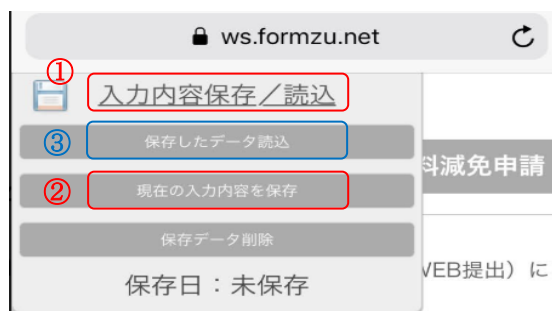 ws.formzu.net
①
入力内容保存／読込
③
保存したデータ読込
料減免申請
②
現在の入力内容を保存
保存データ削除
WEB提出）に
保存日：未保存